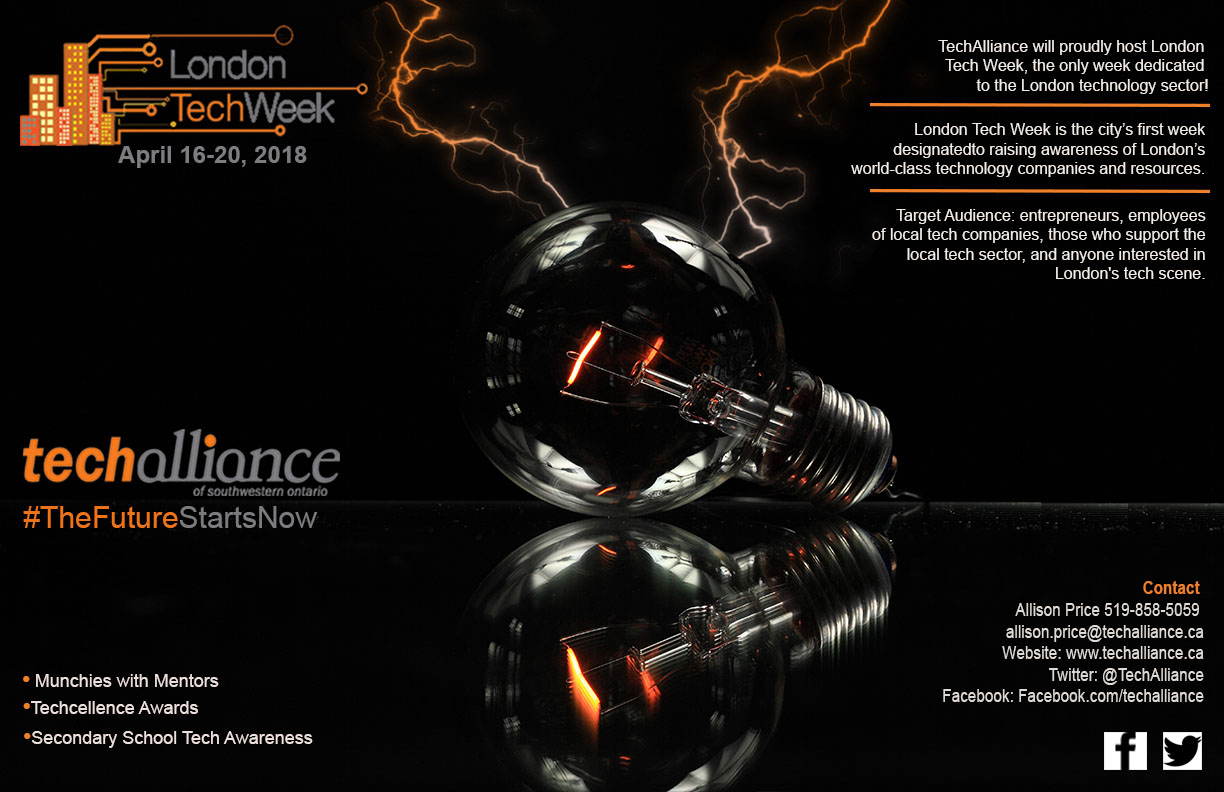 London
TechWeek
April 16-20, 2018
TechAlliance will proudly host London
Tech Week, the only week dedicated
to the London technology sector!
London Tech Week is the city’s first week
designatedto raising awareness of London’s
world-class technology companies and resources.
Target Audience: entrepreneurs, employees
of local tech companies, those who support the
local tech sector, and anyone interested in
London's tech scene.
techalliance
of southwestern ontario
#TheFutureStartsNow
• Munchies with Mentors
•Techcellence Awards
•Secondary School Tech Awareness
Contact
Allison Price 519-858-5059
allison.price@techalliance.ca
Website: www.techalliance.ca
Twitter: @TechAlliance
Facebook: Facebook.com/techalliance